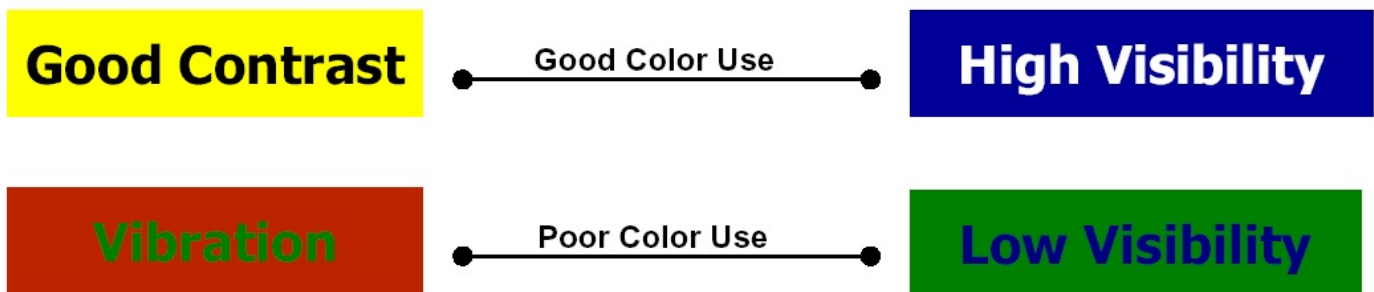 Good Contrast
Good Color Use
High Visibility
Vibration
Poor Color Use
Low Visibility